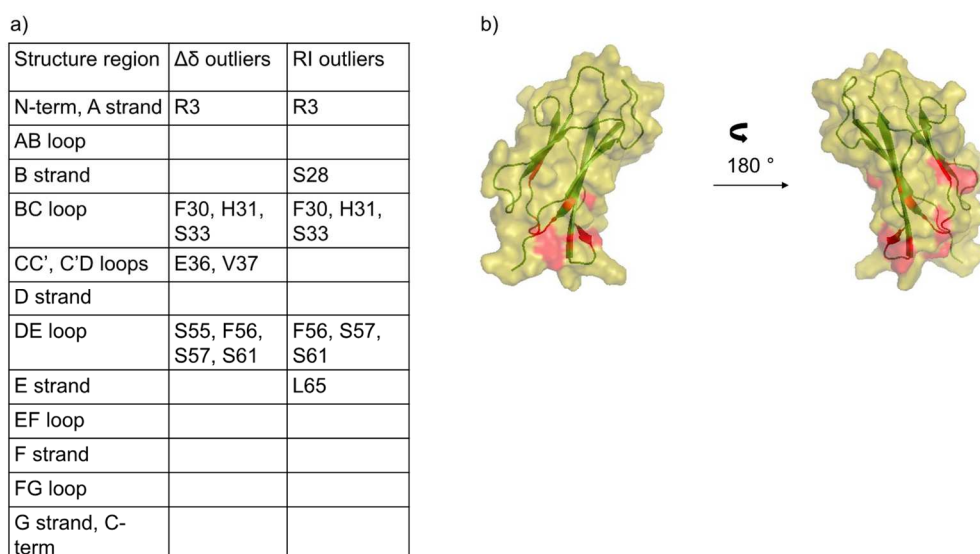 a)
Structure region Δδ outliers RI outliers
N-term, A strand R3 R3
AB loop
B strand S28
BC loop F30, H31, F30, H31,
S33 S33
CC’, C’D loops E36, V37
D strand
DE loop S55, F56, F56, S57,
S57, S61 S61
E strand L65
EF loop
F strand
FG loop
G strand, C-
term
b)
180 °